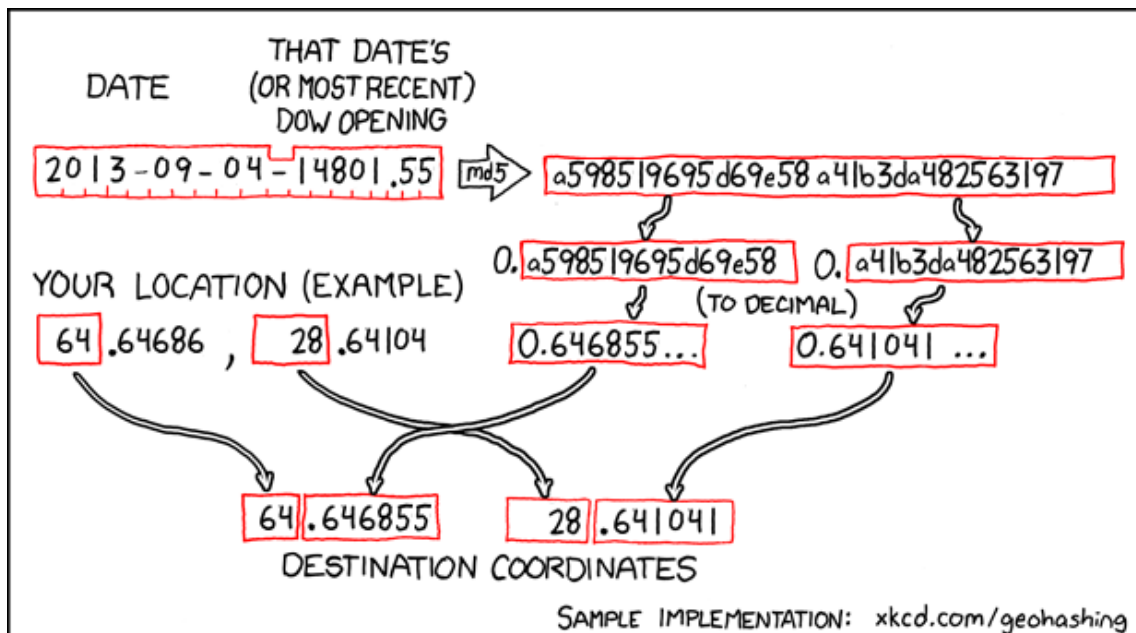 DATE
THAT DATE'S
(OR MOST RECENT)
DOW OPENING
2013-09-04-14801.55
md5
a598519695d69e58a41b3da482563197
0.a598519695d69e58
0.a41b3da482563197
YOUR LOCATION (EXAMPLE)
(TO DECIMAL)
64.64686, 28.64104
0.646855...
0.641041...
64.646855
28.641041
DESTINATION COORDINATES
SAMPLE IMPLEMENTATION: xkcd.com/geohashing